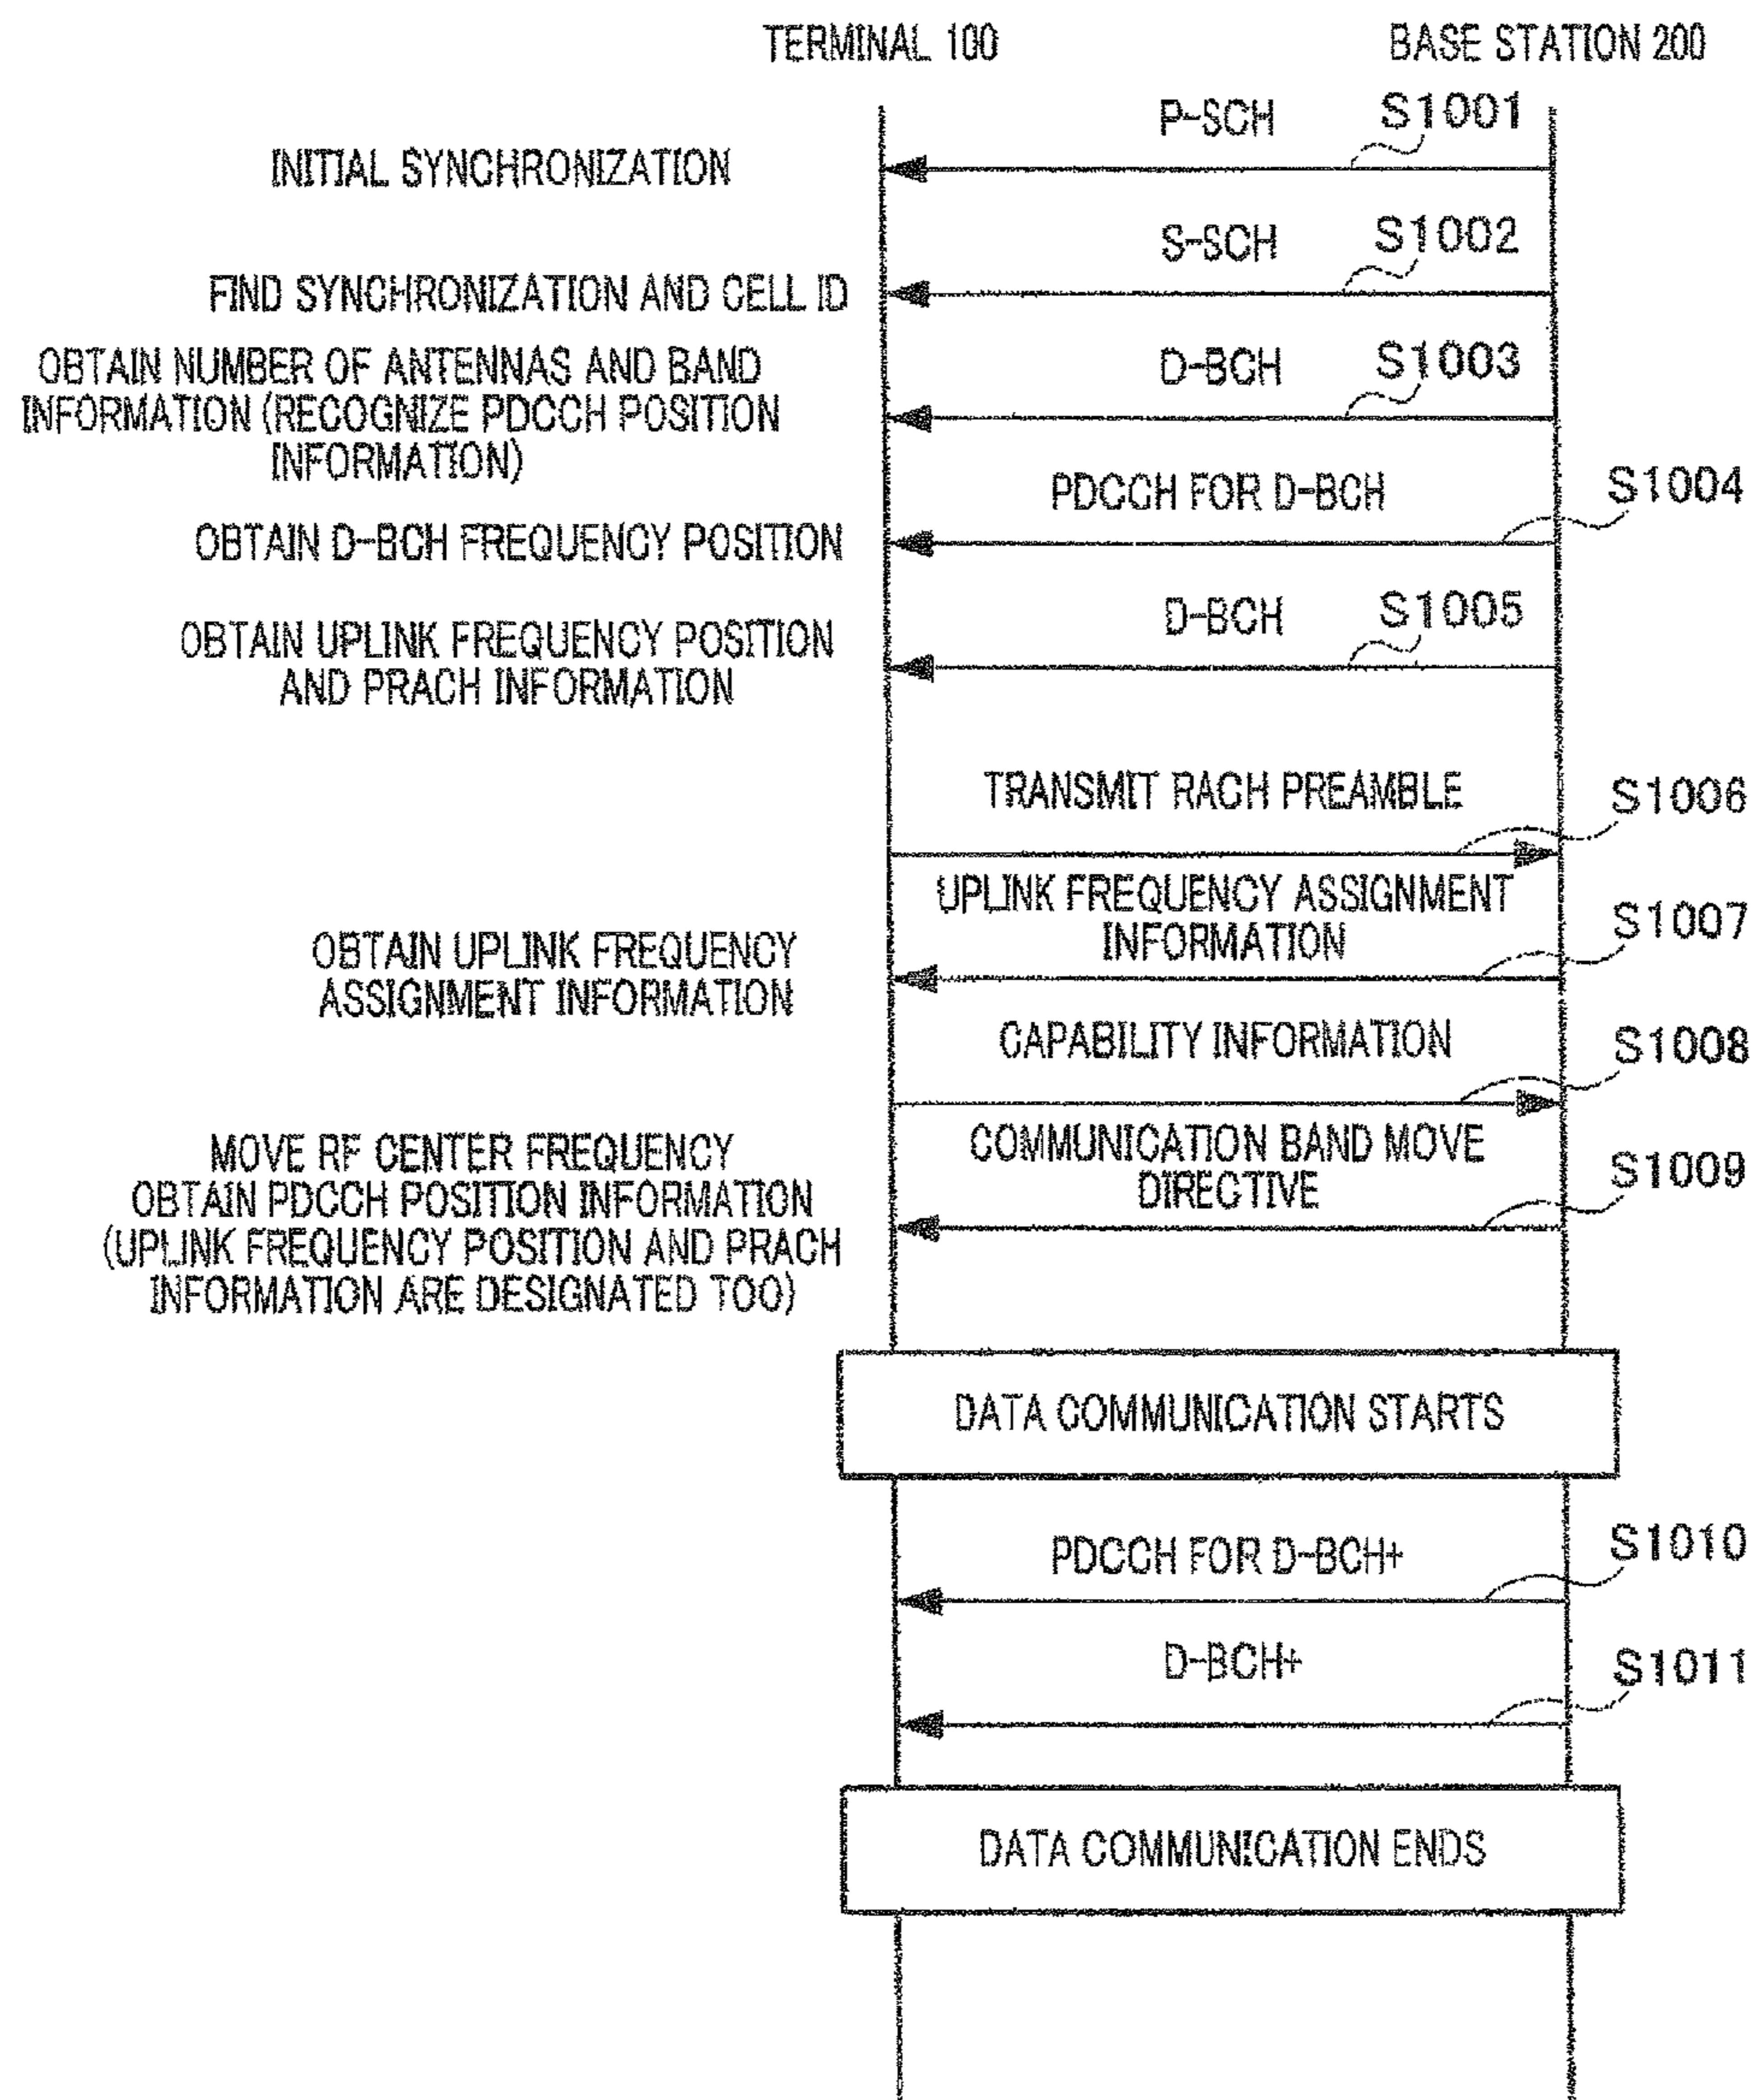 TERMINAL 100
BASE STATION 200
P-SCH
S1001
INITIAL SYNCHRONIZATION
S-SCH
S1002
FIND SYNCHRONIZATION AND CELL ID
D-BCH
S1003
OBTAIN NUMBER OF ANTENNAS AND BAND
INFORMATION (RECOGNIZE PDCCH POSITION
INFORMATION)
PDCCH FOR D-BCH
S1004
OBTAIN D-BCH FREQUENCY POSITION
D-BCH
S1005
OBTAIN UPLINK FREQUENCY POSITION
AND PRACH INFORMATION
TRANSMIT RACH PREAMBLE
S1006
UPLINK FREQUENCY ASSIGNMENT
INFORMATION
S1007
OBTAIN UPLINK FREQUENCY
ASSIGNMENT INFORMATION
CAPABILITY INFORMATION
S1008
COMMUNICATION BAND MOVE
DIRECTIVE
S1009
MOVE RF CENTER FREQUENCY
OBTAIN PDCCH POSITION INFORMATION
(UPLINK FREQUENCY POSITION AND PRACH
INFORMATION ARE DESIGNATED TOO)
DATA COMMUNICATION STARTS
PDCCH FOR D-BCH+
S1010
D-BCH+
S1011
DATA COMMUNICATION ENDS